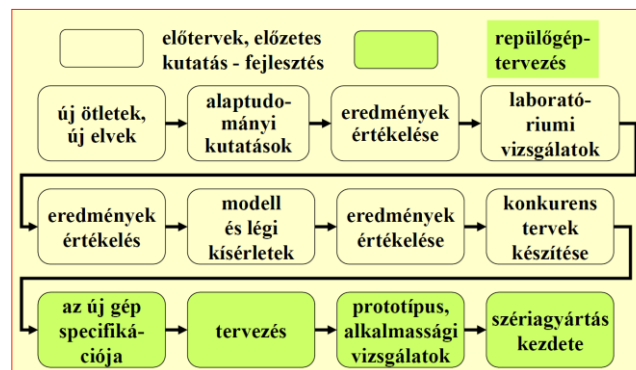 előtervek, előzetes
kutatás - fejlesztés
repülőgép-
tervezés
új ötletek,
új elvek
alaptudo-
mányi
kutatások
eredmények
értékelése
laborató-
riumi
vizsgálatok
eredmények
értékelés
modell
és légi
kísérletek
eredmények
értékelése
konkurens
tervek
készítése
az új gép
specifiká-
ciója
tervezés
prototípus,
alkalmassági
vizsgálatok
szériagyártás
kezdete